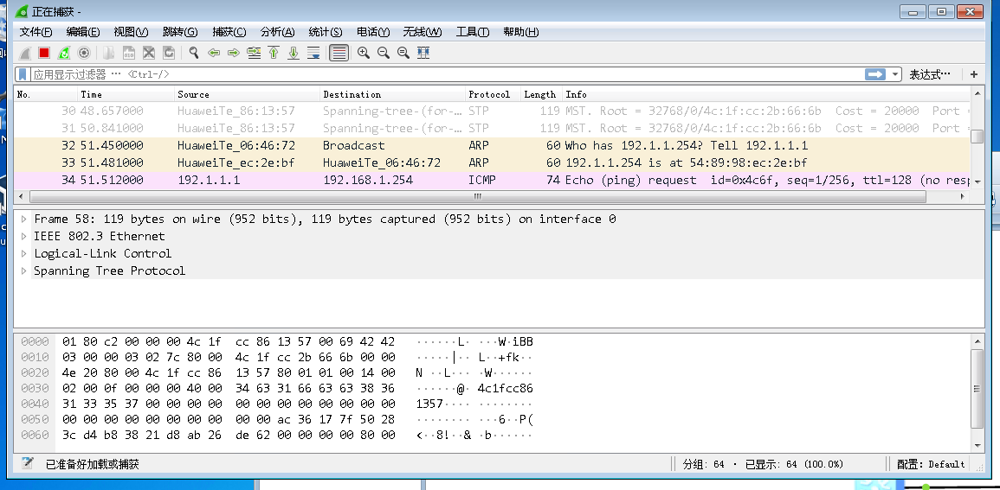 正在捕获 -
文件(F) 编辑(E) 视图(V) 跳转(G) 捕获(C) 分析(A) 统计(S) 电话(Y) 无线(W) 工具(T) 帮助(H)
应用显示过滤器 … <Ctrl-/> 表达式… +
No. Time Source Destination Protocol Length Info
30 48.657000 HuaweiTe_86:13:57 Spanning-tree-(for-… STP 119 MST. Root = 32768/0/4c:1f:cc:2b:66:6b Cost = 20000 Port =
31 50.841000 HuaweiTe_86:13:57 Spanning-tree-(for-… STP 119 MST. Root = 32768/0/4c:1f:cc:2b:66:6b Cost = 20000 Port =
32 51.450000 HuaweiTe_06:46:72 Broadcast ARP 60 Who has 192.1.1.254? Tell 192.1.1.1
33 51.481000 HuaweiTe_ec:2e:bf HuaweiTe_06:46:72 ARP 60 192.1.1.254 is at 54:89:98:ec:2e:bf
34 51.512000 192.1.1.1 192.168.1.254 ICMP 74 Echo (ping) request id=0x4c6f, seq=1/256, ttl=128 (no resp
Frame 58: 119 bytes on wire (952 bits), 119 bytes captured (952 bits) on interface 0
IEEE 802.3 Ethernet
Logical-Link Control
Spanning Tree Protocol
0000 01 80 c2 00 00 00 4c 1f cc 86 13 57 00 69 42 42 ······L· ···W·iBB
0010 03 00 00 03 02 7c 80 00 4c 1f cc 2b 66 6b 00 00 ·····|·· L··+fk··
0020 4e 20 80 00 4c 1f cc 86 13 57 80 01 01 00 14 00 N ··L··· ·W······
0030 02 00 0f 00 00 00 40 00 34 63 31 66 63 63 38 36 ······@· 4c1fcc86
0040 31 33 35 37 00 00 00 00 00 00 00 00 00 00 00 00 1357···· ········
0050 00 00 00 00 00 00 00 00 00 00 ac 36 17 7f 50 28 ········ ···6··P(
0060 3c d4 b8 38 21 d8 ab 26 de 62 00 00 00 00 80 00 <··8!··& ·b······
已准备好加载或捕获 分组: 64 · 已显示: 64 (100.0%) 配置: Default